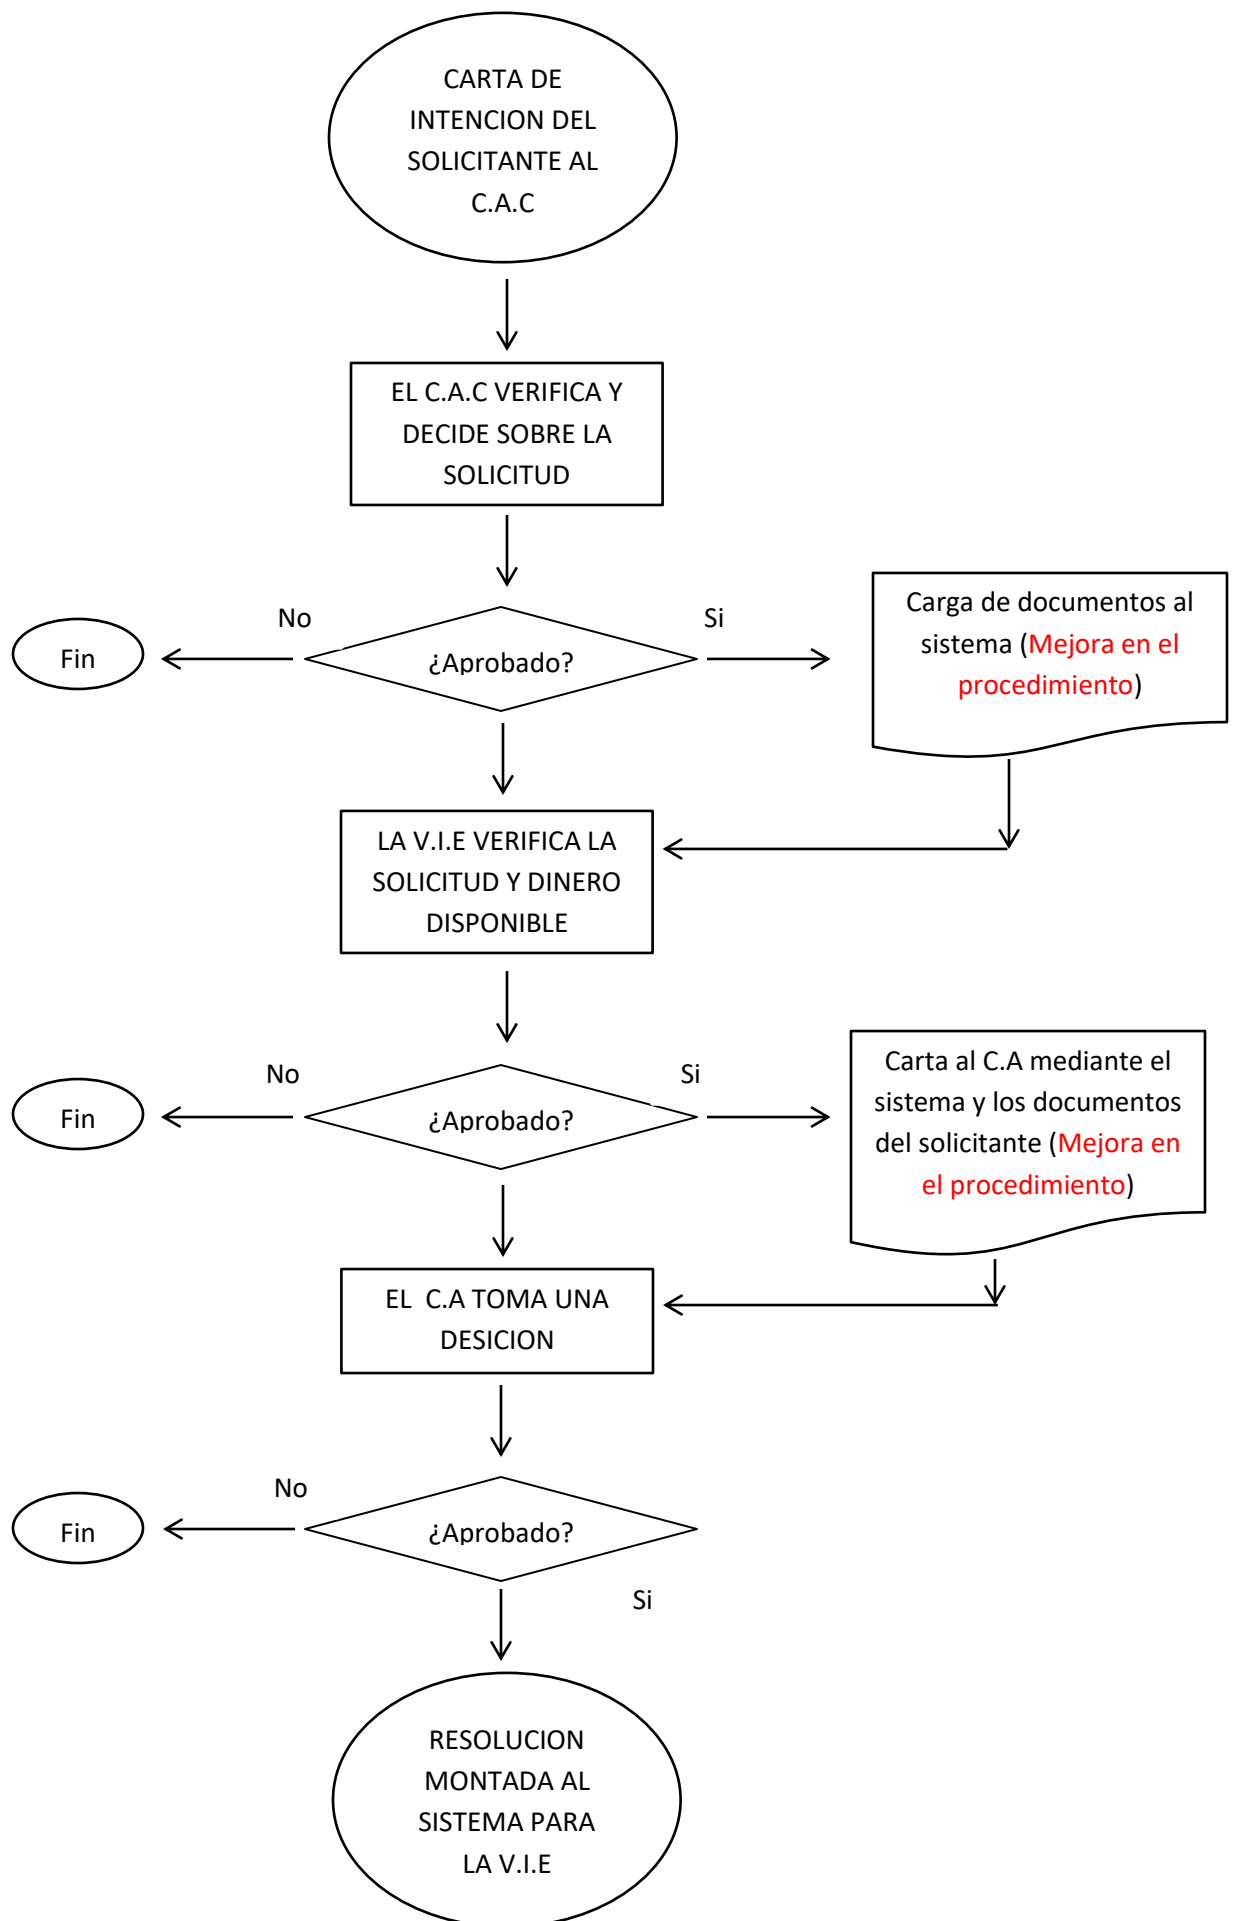 CARTA DE
INTENCION DEL
SOLICITANTE AL
C.A.C
EL C.A.C VERIFICA Y
DECIDE SOBRE LA
SOLICITUD
No
Si
Fin
¿Aprobado?
Carga de documentos al
sistema (Mejora en el
procedimiento)
LA V.I.E VERIFICA LA
SOLICITUD Y DINERO
DISPONIBLE
No
Si
Fin
¿Aprobado?
Carta al C.A mediante el
sistema y los documentos
del solicitante (Mejora en
el procedimiento)
EL  C.A TOMA UNA
DESICION
No
Fin
¿Aprobado?
Si
RESOLUCION
MONTADA AL
SISTEMA PARA
LA V.I.E